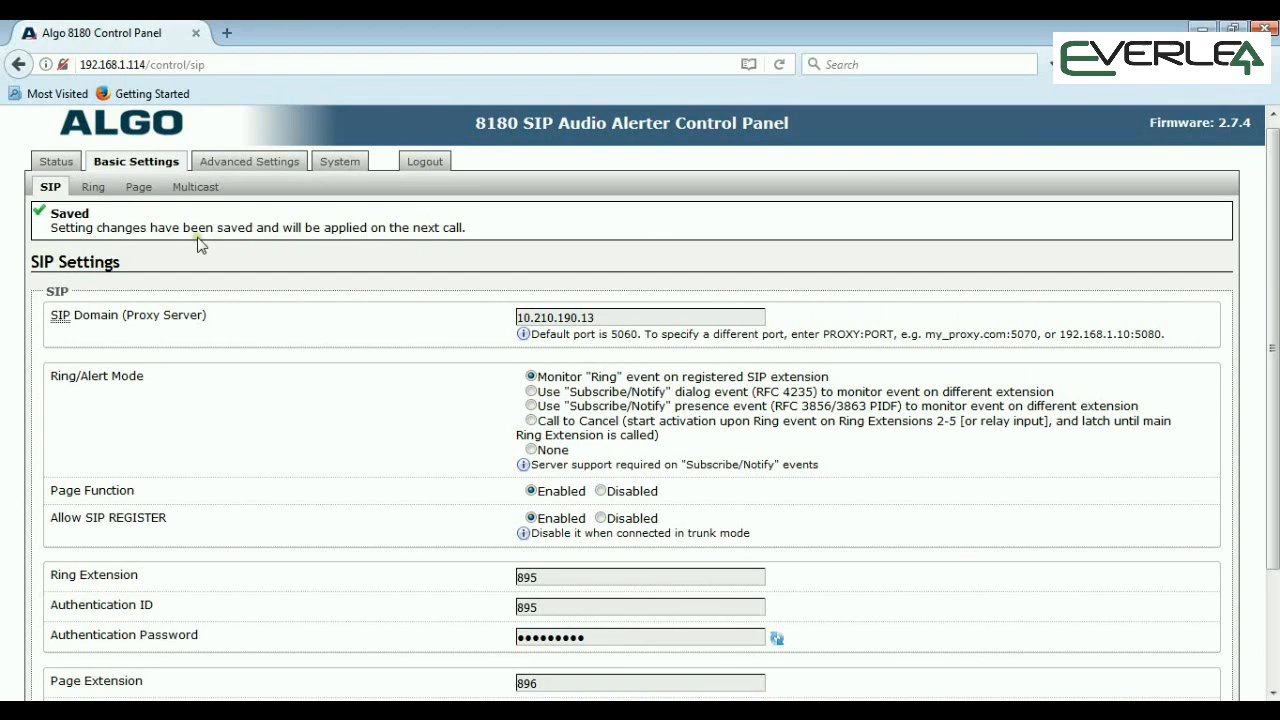 Algo 8180 Control Panel
192.168.1.114/control/sip
Search
EVERLEA
Most Visited Getting Started
ALGO
8180 SIP Audio Alerter Control Panel
Firmware: 2.7.4
Status Basic Settings Advanced Settings System Logout
SIP Ring Page Multicast
Saved
Setting changes have been saved and will be applied on the next call.
SIP Settings
SIP
SIP Domain (Proxy Server) 10.210.190.13
Default port is 5060. To specify a different port, enter PROXY:PORT, e.g. my_proxy.com:5070, or 192.168.1.10:5080.
Ring/Alert Mode Monitor "Ring" event on registered SIP extension
Use "Subscribe/Notify" dialog event (RFC 4235) to monitor event on different extension
Use "Subscribe/Notify" presence event (RFC 3856/3863 PIDF) to monitor event on different extension
Call to Cancel (start activation upon Ring event on Ring Extensions 2-5 [or relay input], and latch until main
Ring Extension is called)
None
Server support required on "Subscribe/Notify" events
Page Function Enabled Disabled
Allow SIP REGISTER Enabled Disabled
Disable it when connected in trunk mode
Ring Extension 895
Authentication ID 895
Authentication Password •••••••••
Page Extension 896